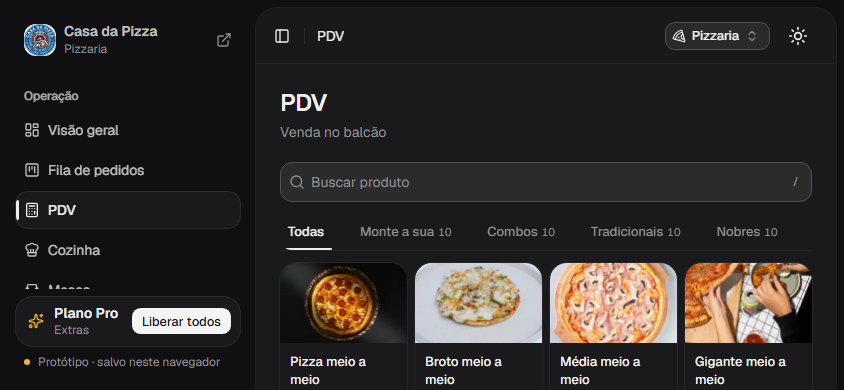 Casa da Pizza
Pizzaria
Operação
Visão geral
Fila de pedidos
PDV
Cozinha
Mesas
Plano Pro
Extras
Liberar todos
Protótipo · salvo neste navegador
PDV
Pizzaria
PDV
Venda no balcão
Buscar produto /
Todas Monte a sua 10 Combos 10 Tradicionais 10 Nobres 10
Pizza meio a meio
Broto meio a meio
Média meio a meio
Gigante meio a meio